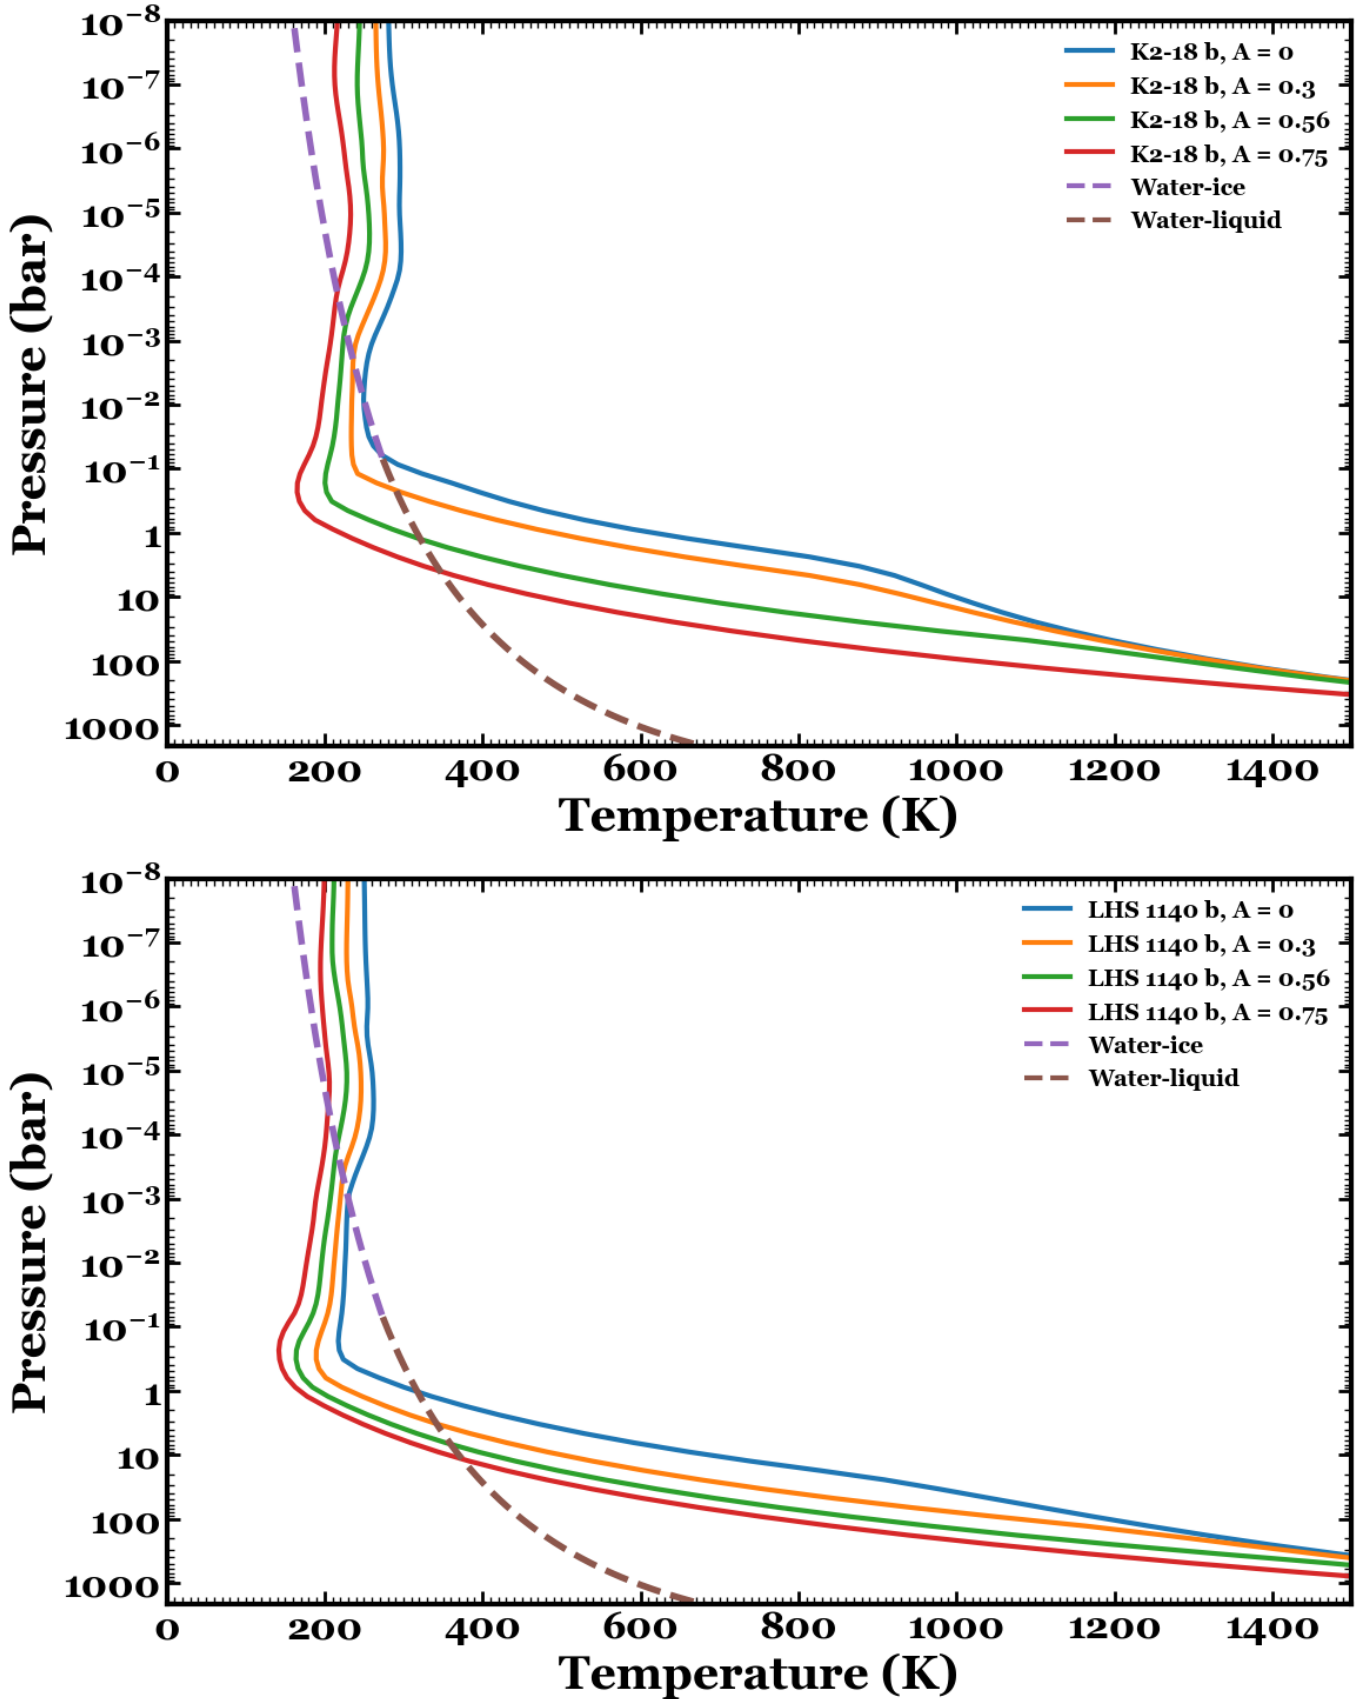 10⁻⁸
10⁻⁷
10⁻⁶
10⁻⁵
10⁻⁴
10⁻³
10⁻²
10⁻¹
1
10
100
1000
Pressure (bar)
K2-18 b, A = 0
K2-18 b, A = 0.3
K2-18 b, A = 0.56
K2-18 b, A = 0.75
Water-ice
Water-liquid
0 200 400 600 800 1000 1200 1400
Temperature (K)
10⁻⁸
10⁻⁷
10⁻⁶
10⁻⁵
10⁻⁴
10⁻³
10⁻²
10⁻¹
1
10
100
1000
Pressure (bar)
LHS 1140 b, A = 0
LHS 1140 b, A = 0.3
LHS 1140 b, A = 0.56
LHS 1140 b, A = 0.75
Water-ice
Water-liquid
0 200 400 600 800 1000 1200 1400
Temperature (K)